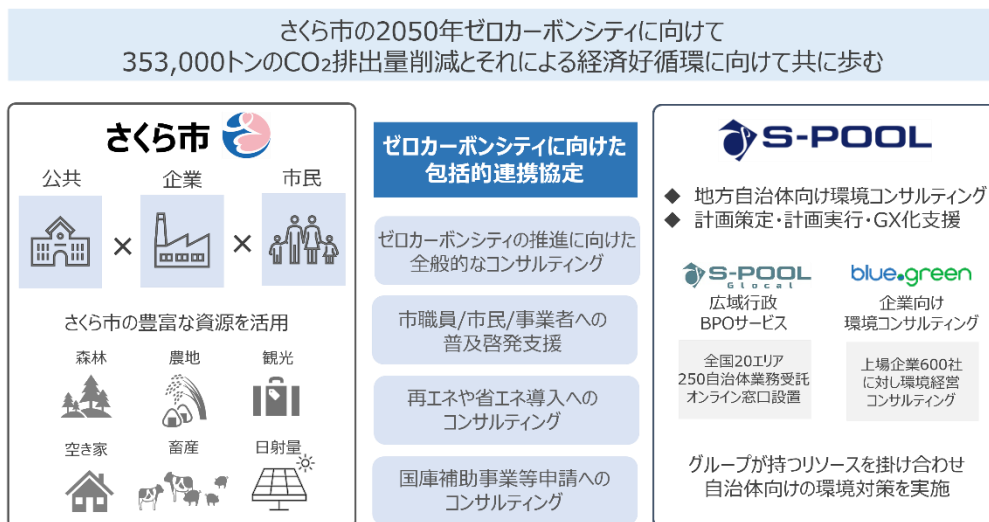 さくら市の2050年ゼロカーボンシティに向けて
353,000トンのCO₂排出量削減とそれによる経済好循環に向けて共に歩む
さくら市
公共
企業
市民
×
×
さくら市の豊富な資源を活用
森林
農地
観光
空き家
畜産
日射量
ゼロカーボンシティに向けた
包括的連携協定
ゼロカーボンシティの推進に向けた
全般的なコンサルティング
市職員/市民/事業者への
普及啓発支援
再エネや省エネ導入への
コンサルティング
国庫補助事業等申請への
コンサルティング
S-POOL
◆ 地方自治体向け環境コンサルティング
◆ 計画策定・計画実行・GX化支援
S-POOL
Glocal
広域行政
BPOサービス
全国20エリア
250自治体業務受託
オンライン窓口設置
blue.green
企業向け
環境コンサルティング
上場企業600社
に対し環境経営
コンサルティング
グループが持つリソースを掛け合わせ
自治体向けの環境対策を実施